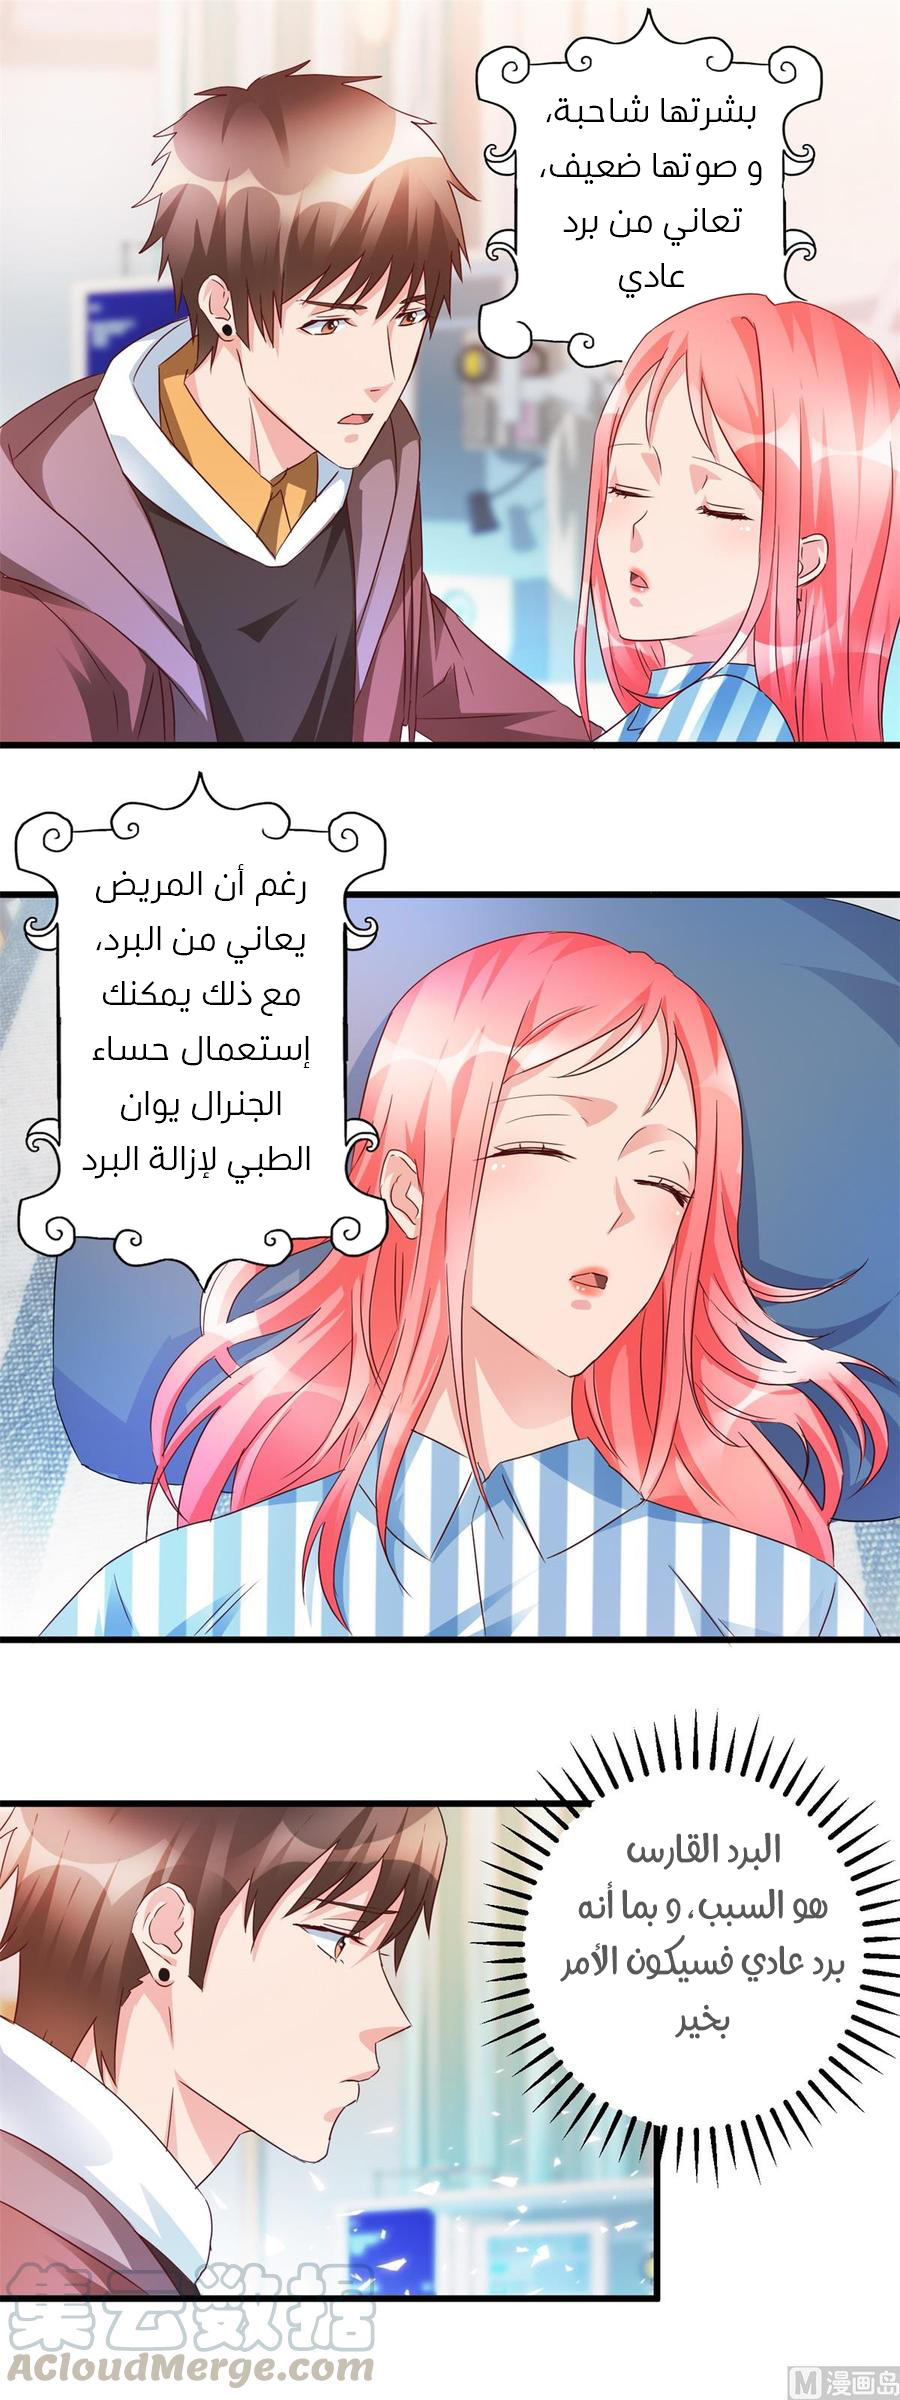 بشرتها شاحبة،
و صوتها ضعيف،
تعاني من برد
عادي
رغم أن المريض
يعاني من البرد،
مع ذلك يمكنك
إستعمال حساء
الجنرال يوان
الطبي لإزالة البرد
البرد القارس
هو السبب، و بما أنه
برد عادي فسيكون الأمر
بخير
集云数据
AcloudMerge.com
M 漫画岛